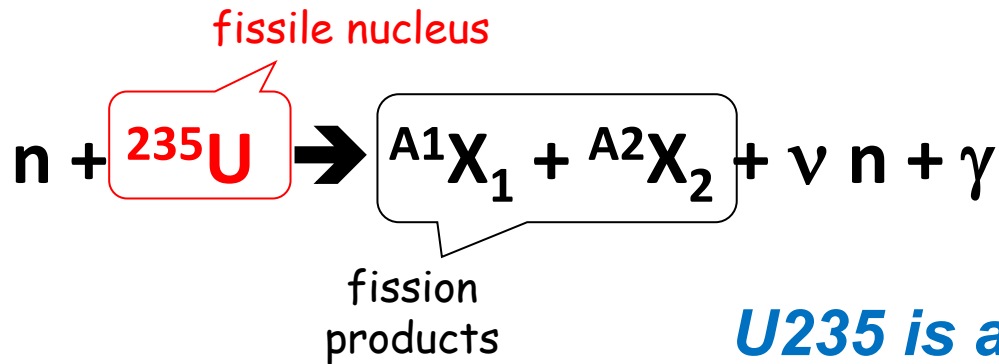 fissile nucleus
n + ²³⁵U ➔ ᴬ¹X₁ + ᴬ²X₂ + ν n + γ
fission
products
U235 is a